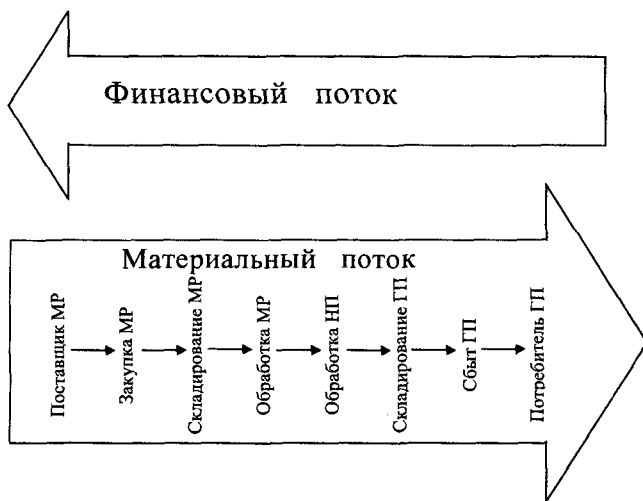 Финансовый поток
Материальный поток
Поставщик МР
Закупка МР
Складирование МР
Обработка МР
Обработка НП
Складирование ГП
Сбыт ГП
Потребитель ГП